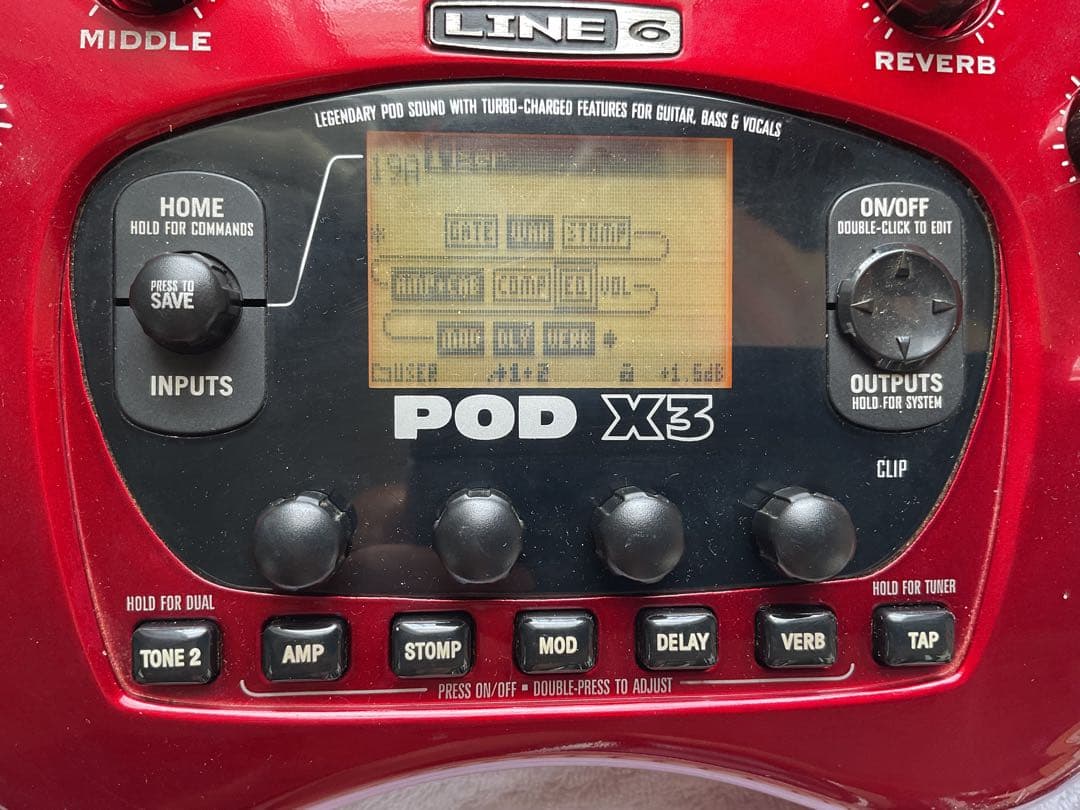 MIDDLE
LINE 6
REVERB
LEGENDARY POD SOUND WITH TURBO-CHARGED FEATURES FOR GUITAR, BASS & VOCALS
HOME
HOLD FOR COMMANDS
PRESS TO
SAVE
INPUTS
19A
GATE STOMP
AMP+CAB COMP EQ VOL
MOD DLY VERB
USER 1+2 +1.5dB
ON/OFF
DOUBLE-CLICK TO EDIT
OUTPUTS
HOLD FOR SYSTEM
POD X3
CLIP
HOLD FOR DUAL
HOLD FOR TUNER
TONE 2
AMP
STOMP
MOD
DELAY
VERB
TAP
PRESS ON/OFF ▪ DOUBLE-PRESS TO ADJUST